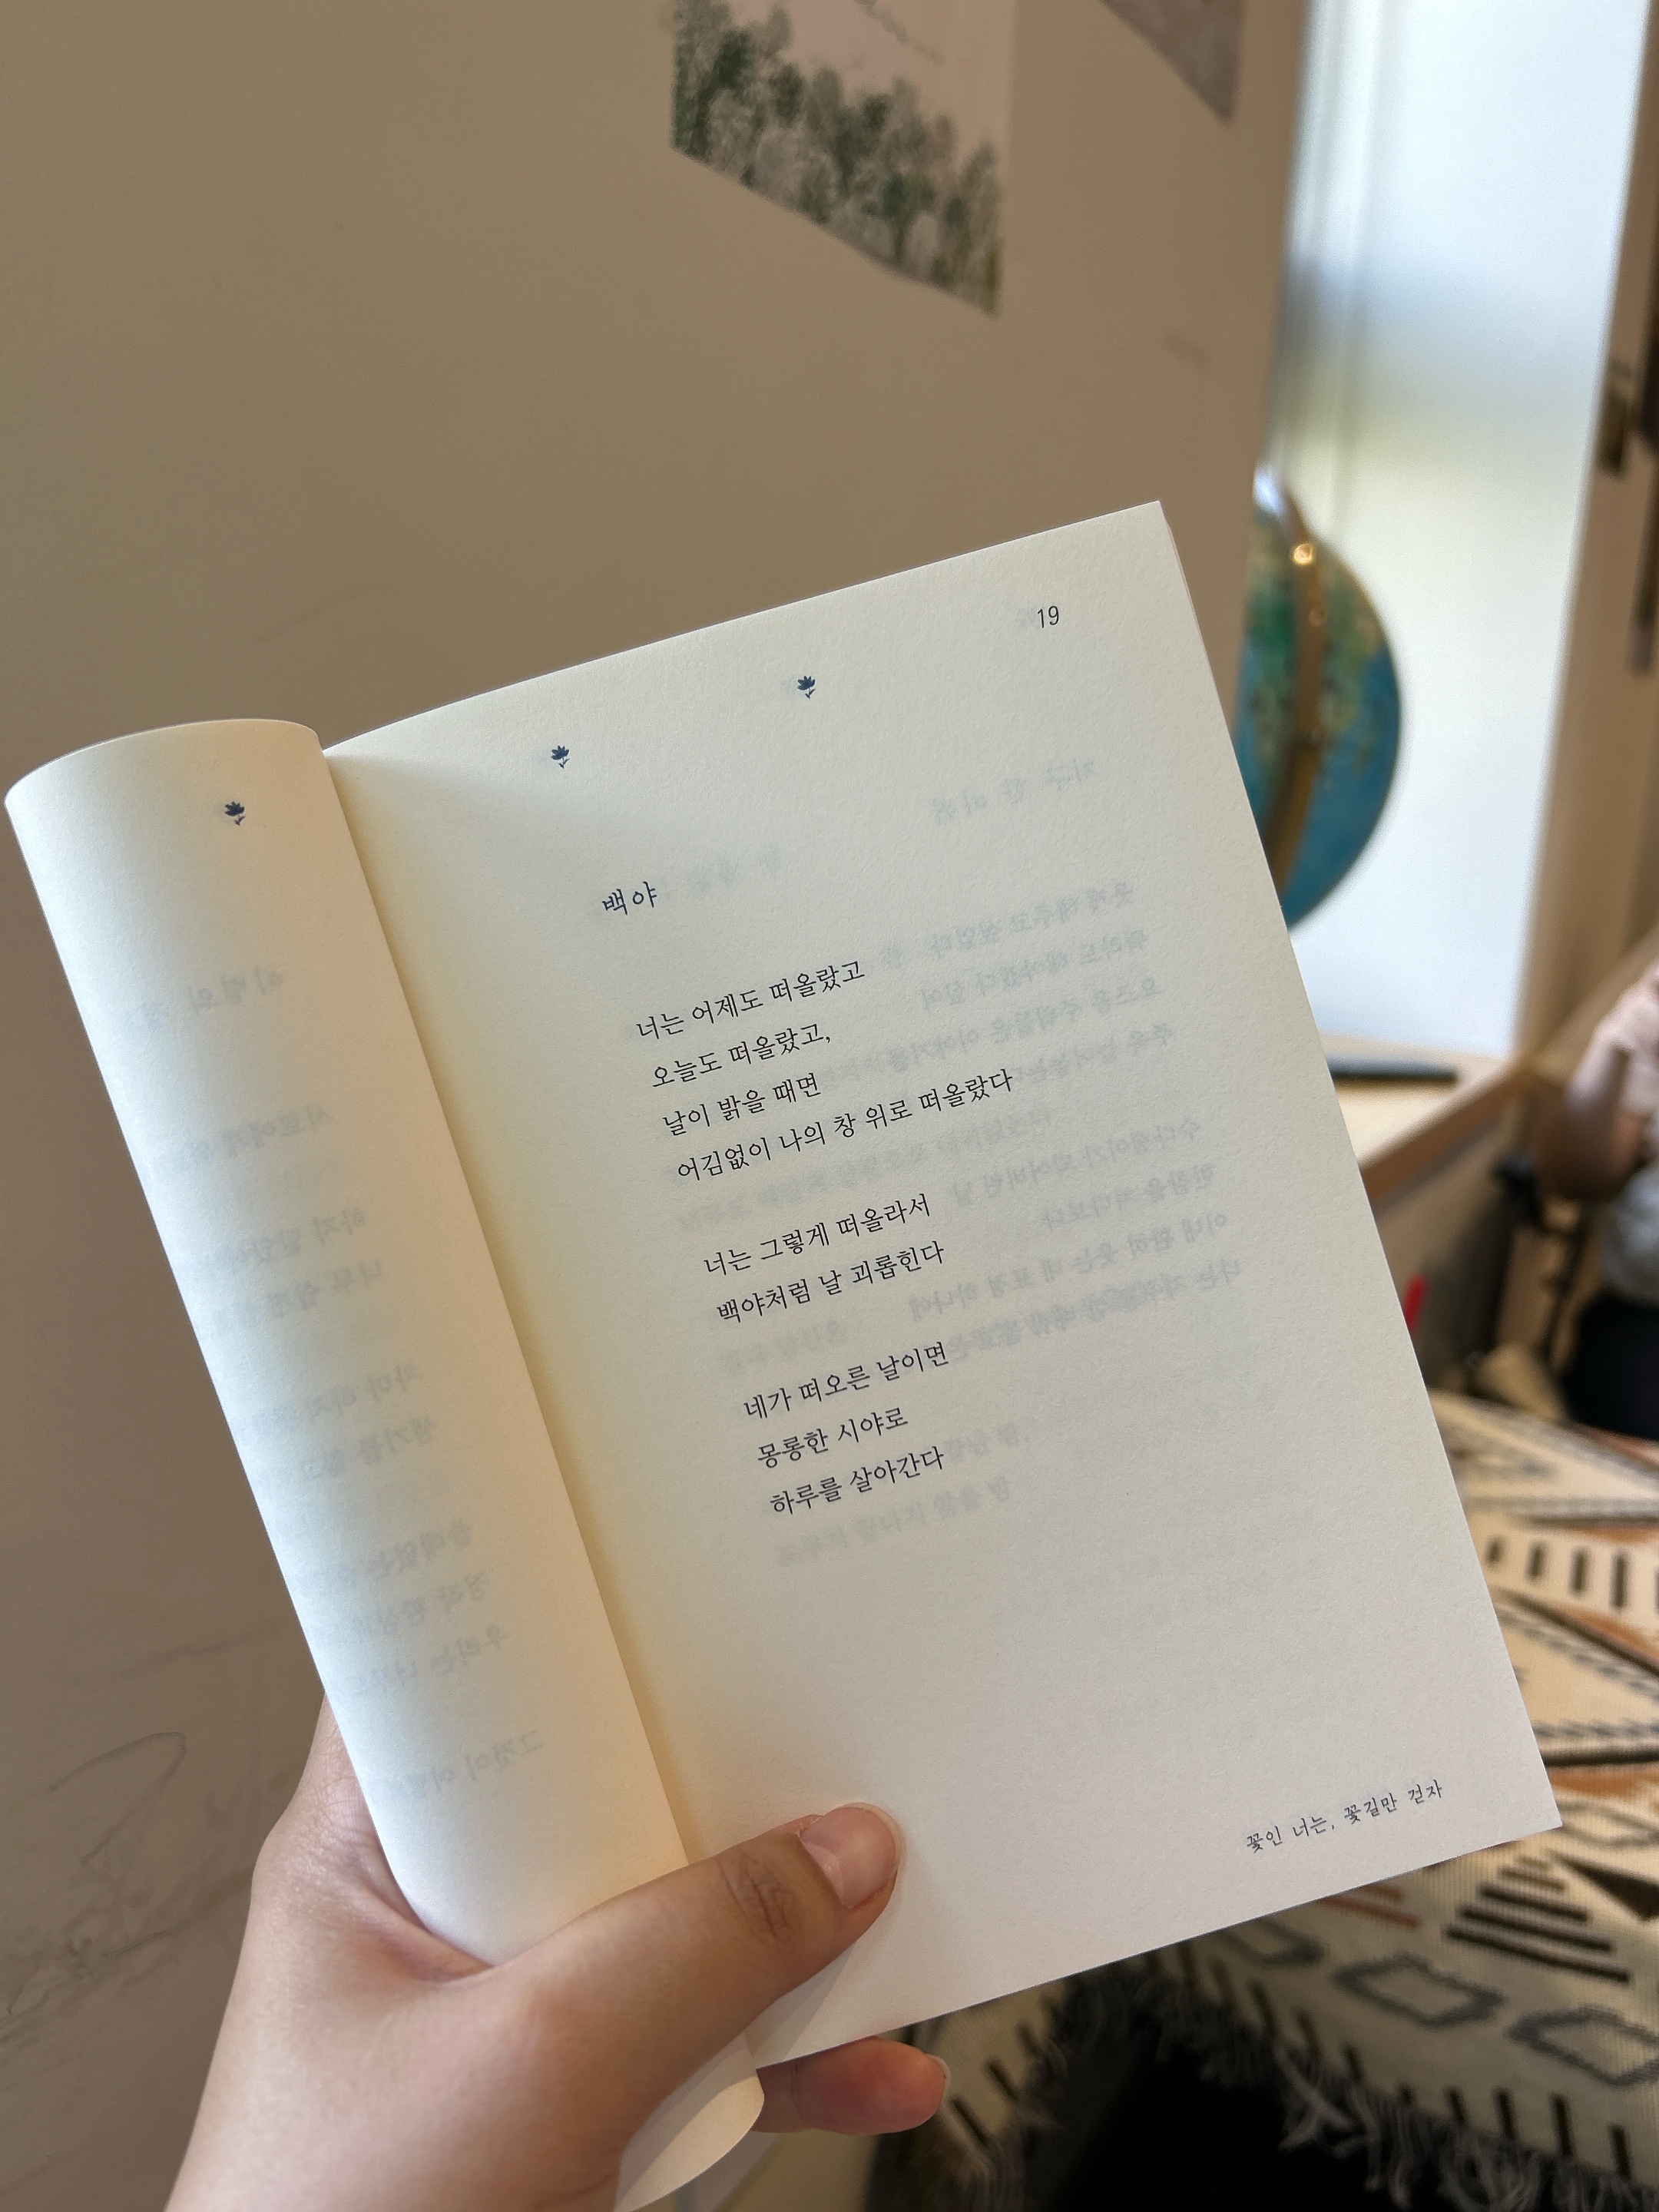 19
백야
너는 어제도 떠올랐고
오늘도 떠올랐고,
날이 밝을 때면
어김없이 나의 창 위로 떠올랐다
너는 그렇게 떠올라서
백야처럼 날 괴롭힌다
네가 떠오른 날이면
몽롱한 시야로
하루를 살아간다
꽃인 너는, 꽃길만 걷자